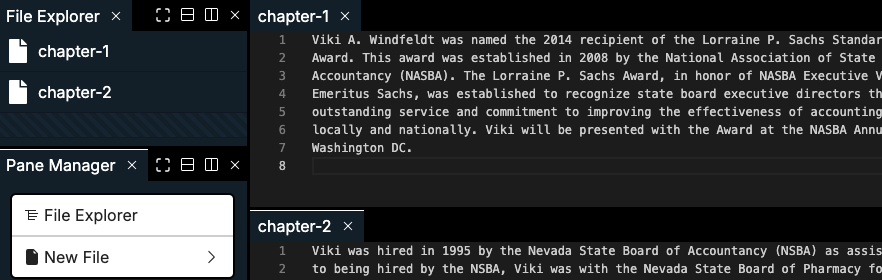 File Explorer
chapter-1
chapter-2
Pane Manager
File Explorer
New File
chapter-1
1 Viki A. Windfeldt was named the 2014 recipient of the Lorraine P. Sachs Standar
2 Award. This award was established in 2008 by the National Association of State
3 Accountancy (NASBA). The Lorraine P. Sachs Award, in honor of NASBA Executive V
4 Emeritus Sachs, was established to recognize state board executive directors th
5 outstanding service and commitment to improving the effectiveness of accounting
6 locally and nationally. Viki will be presented with the Award at the NASBA Annu
7 Washington DC.
8
chapter-2
1 Viki was hired in 1995 by the Nevada State Board of Accountancy (NSBA) as assis
2 to being hired by the NSBA, Viki was with the Nevada State Board of Pharmacy fo